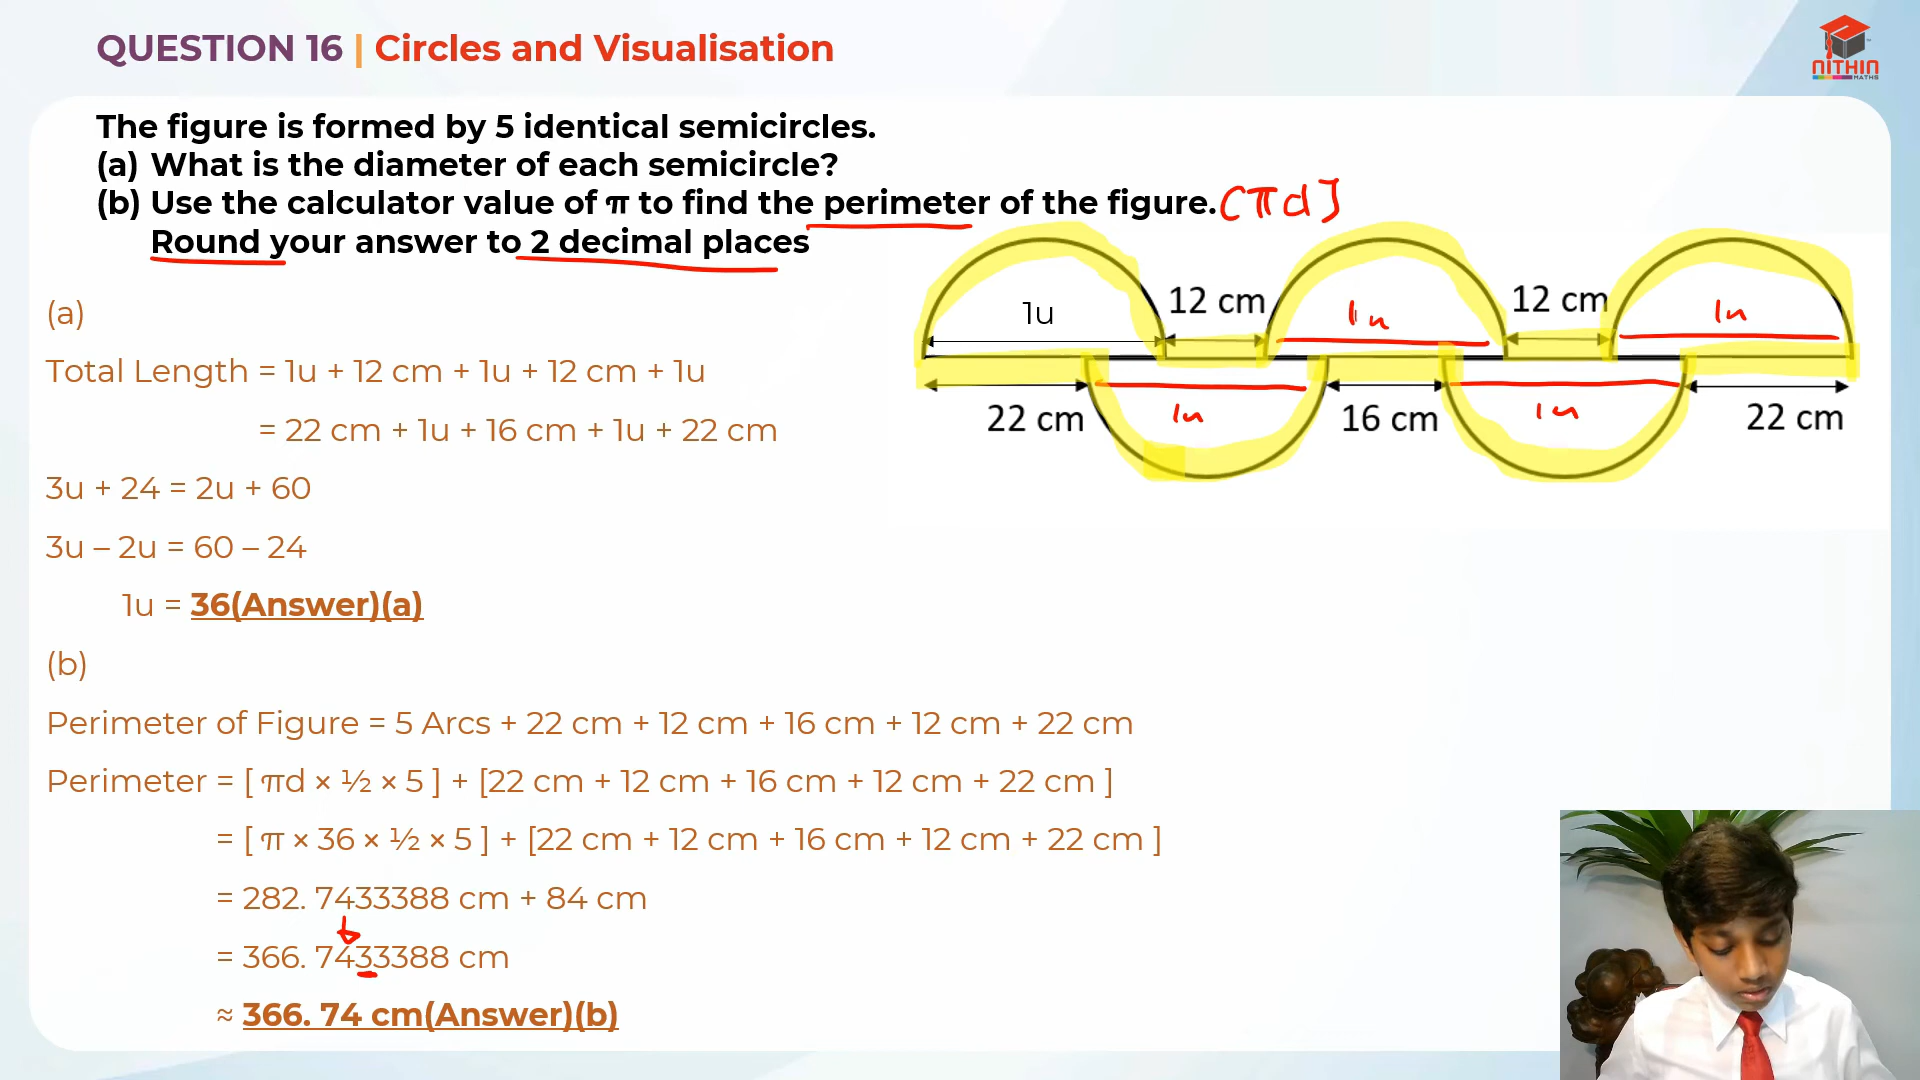 QUESTION 16 | Circles and Visualisation
NITHIN
MATHS
The figure is formed by 5 identical semicircles.
(a) What is the diameter of each semicircle?
(b) Use the calculator value of π to find the perimeter of the figure. (πd]
Round your answer to 2 decimal places
1u
12 cm
1u
12 cm
1u
22 cm
1u
16 cm
1u
22 cm
(a)
Total Length = 1u + 12 cm + 1u + 12 cm + 1u
= 22 cm + 1u + 16 cm + 1u + 22 cm
3u + 24 = 2u + 60
3u – 2u = 60 – 24
1u = 36(Answer)(a)
(b)
Perimeter of Figure = 5 Arcs + 22 cm + 12 cm + 16 cm + 12 cm + 22 cm
Perimeter = [ πd × ½ × 5 ] + [22 cm + 12 cm + 16 cm + 12 cm + 22 cm ]
= [ π × 36 × ½ × 5 ] + [22 cm + 12 cm + 16 cm + 12 cm + 22 cm ]
= 282. 7433388 cm + 84 cm
= 366. 7433388 cm
≈ 366. 74 cm(Answer)(b)